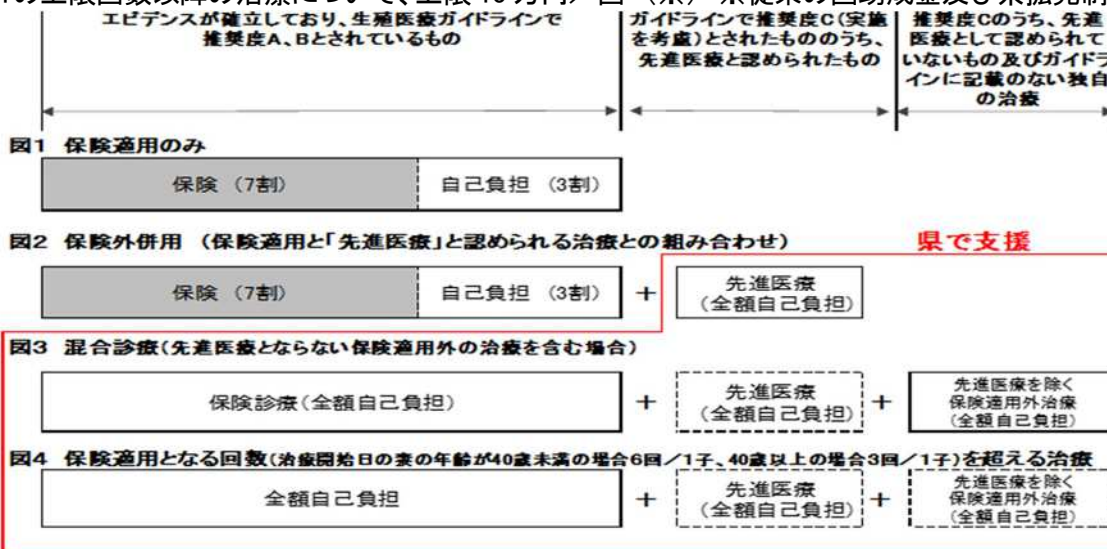 の上限回数以降の治療について、上限
エビデンスが確立しており、生殖医療ガイドラインで
推奨度A、Bとされているもの
ガイドラインで推奨度C(実施
を考慮)とされたもののうち、
先進医療と認められたもの
推奨度Cのうち、先進
医療として認められて
いないもの及びガイドラ
インに記載のない独自
の治療
図1 保険適用のみ
保険 (7割)
自己負担 (3割)
図2 保険外併用 (保険適用と「先進医療」と認められる治療との組み合わせ)
県で支援
保険 (7割)
自己負担 (3割)
+
先進医療
(全額自己負担)
図3 混合診療(先進医療とならない保険適用外の治療を含む場合)
保険診療(全額自己負担)
+
先進医療
(全額自己負担)
+
先進医療を除く
保険適用外治療
(全額自己負担)
図4 保険適用となる回数(治療開始日の妻の年齢が40歳未満の場合6回/1子、40歳以上の場合3回/1子)を超える治療
全額自己負担
+
先進医療
(全額自己負担)
+
先進医療を除く
保険適用外治療
(全額自己負担)